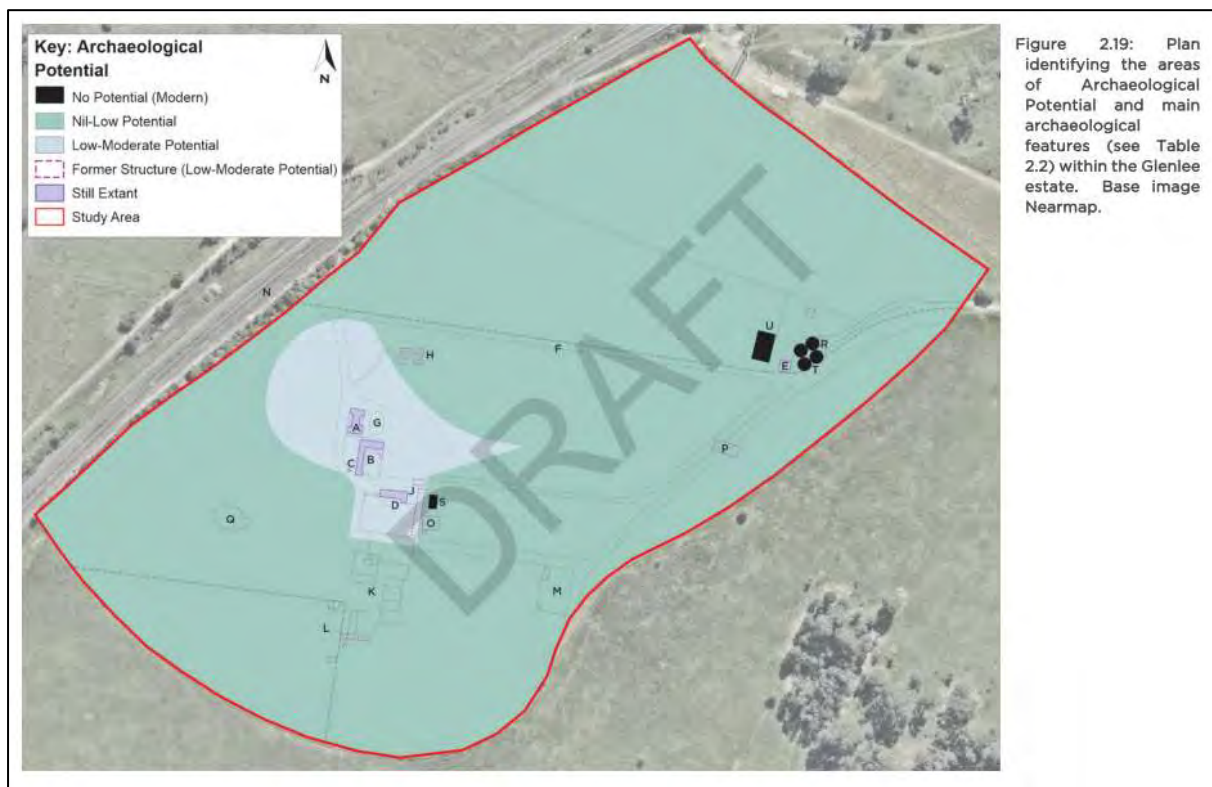 Key: Archaeological
Potential
N
No Potential (Modern)
Nil-Low Potential
Low-Moderate Potential
Former Structure (Low-Moderate Potential)
Still Extant
Study Area
Figure 2.19: Plan
identifying the areas
of Archaeological
Potential and main
archaeological
features (see Table
2.2) within the Glenlee
estate. Base image
Nearmap.
N
U
R
F
H
E
T
A
G
P
B
C
J
D
S
Q
O
K
M
L
DRAFT